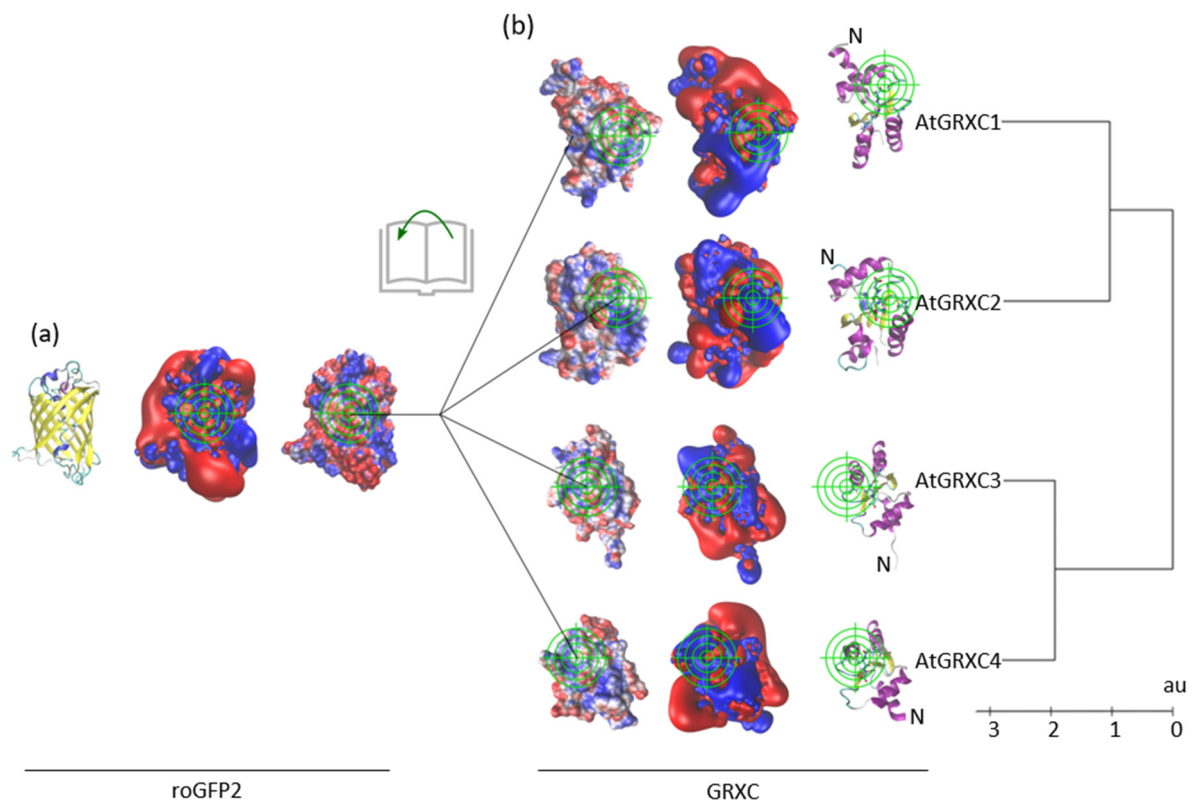 (b)
N
AtGRXC1
N
AtGRXC2
(a)
AtGRXC3
N
AtGRXC4
N
au
3 2 1 0
roGFP2
GRXC